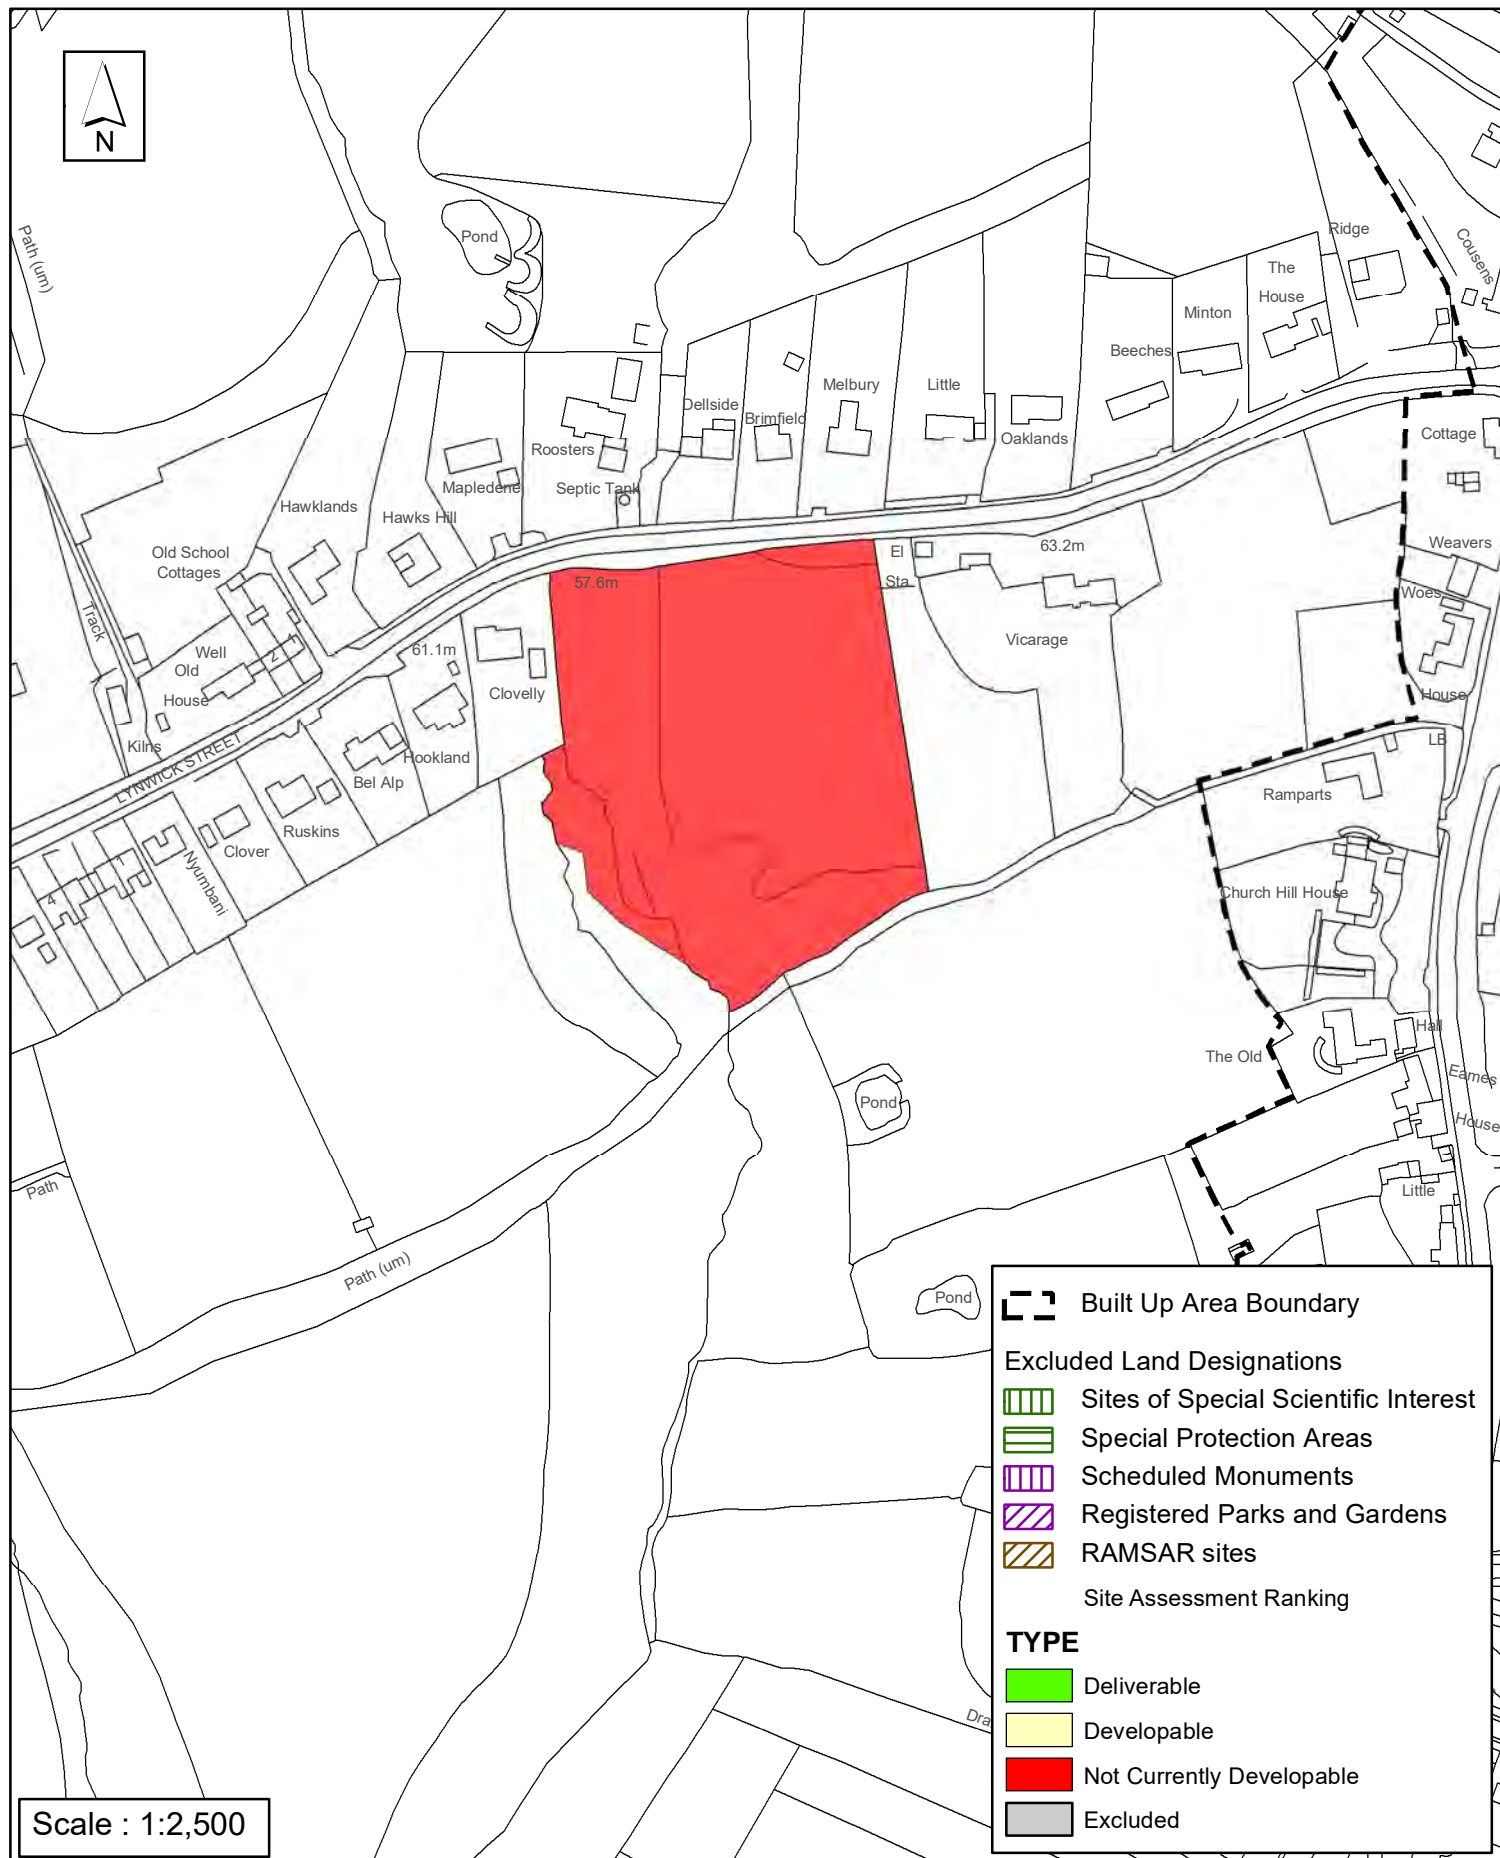 N
Path (um)
Pond
Ridge
Cousens
The
House
Minton
Beeches
Melbury
Little
Dellside
Brimfield
Oaklands
Cottage
Roosters
Mapledene
Septic Tank
Hawklands
Hawks Hill
Old School
Cottages
El
Sta
63.2m
Weavers
57.6m
Woes
Track
Well
Old
House
2
61.1m
Vicarage
Clovelly
House
Kilns
LYNWICK STREET
Hookland
Bel Alp
LB
Ramparts
Ruskins
Clover
1
Nyumbani
4
Church Hill House
Hall
The Old
Eames
House
Pond
Path
Little
Path (um)
Pond
Dra
Built Up Area Boundary
Excluded Land Designations
Sites of Special Scientific Interest
Special Protection Areas
Scheduled Monuments
Registered Parks and Gardens
RAMSAR sites
Site Assessment Ranking
TYPE
Deliverable
Developable
Not Currently Developable
Excluded
Scale : 1:2,500